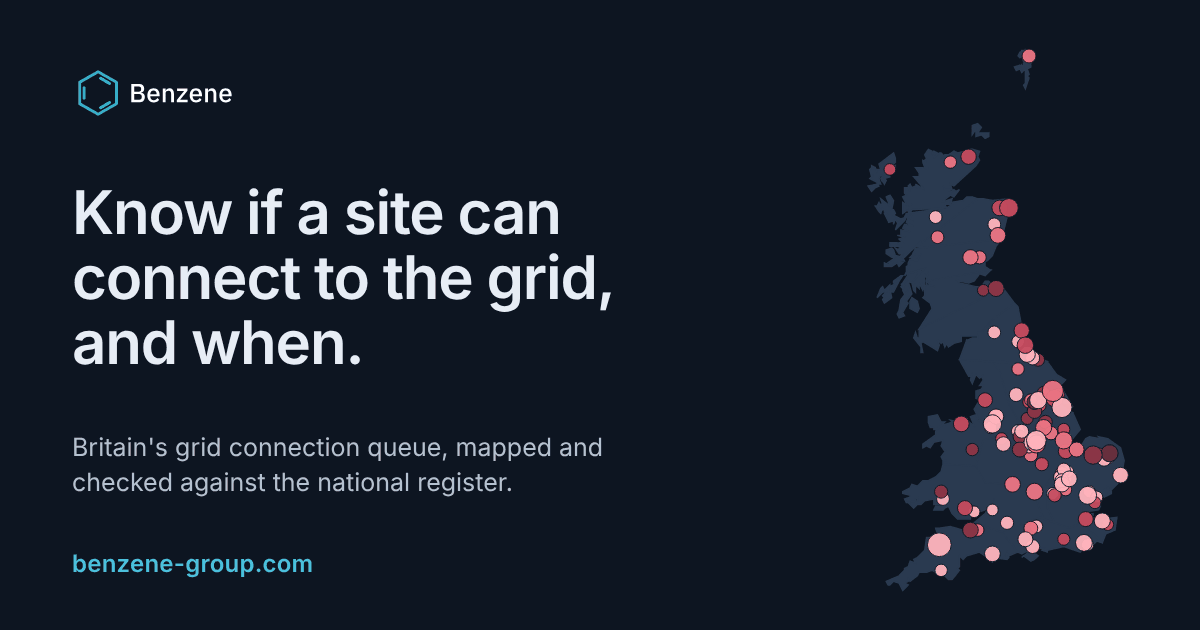 Benzene
Know if a site can
connect to the grid,
and when.
Britain's grid connection queue, mapped and
checked against the national register.
benzene-group.com